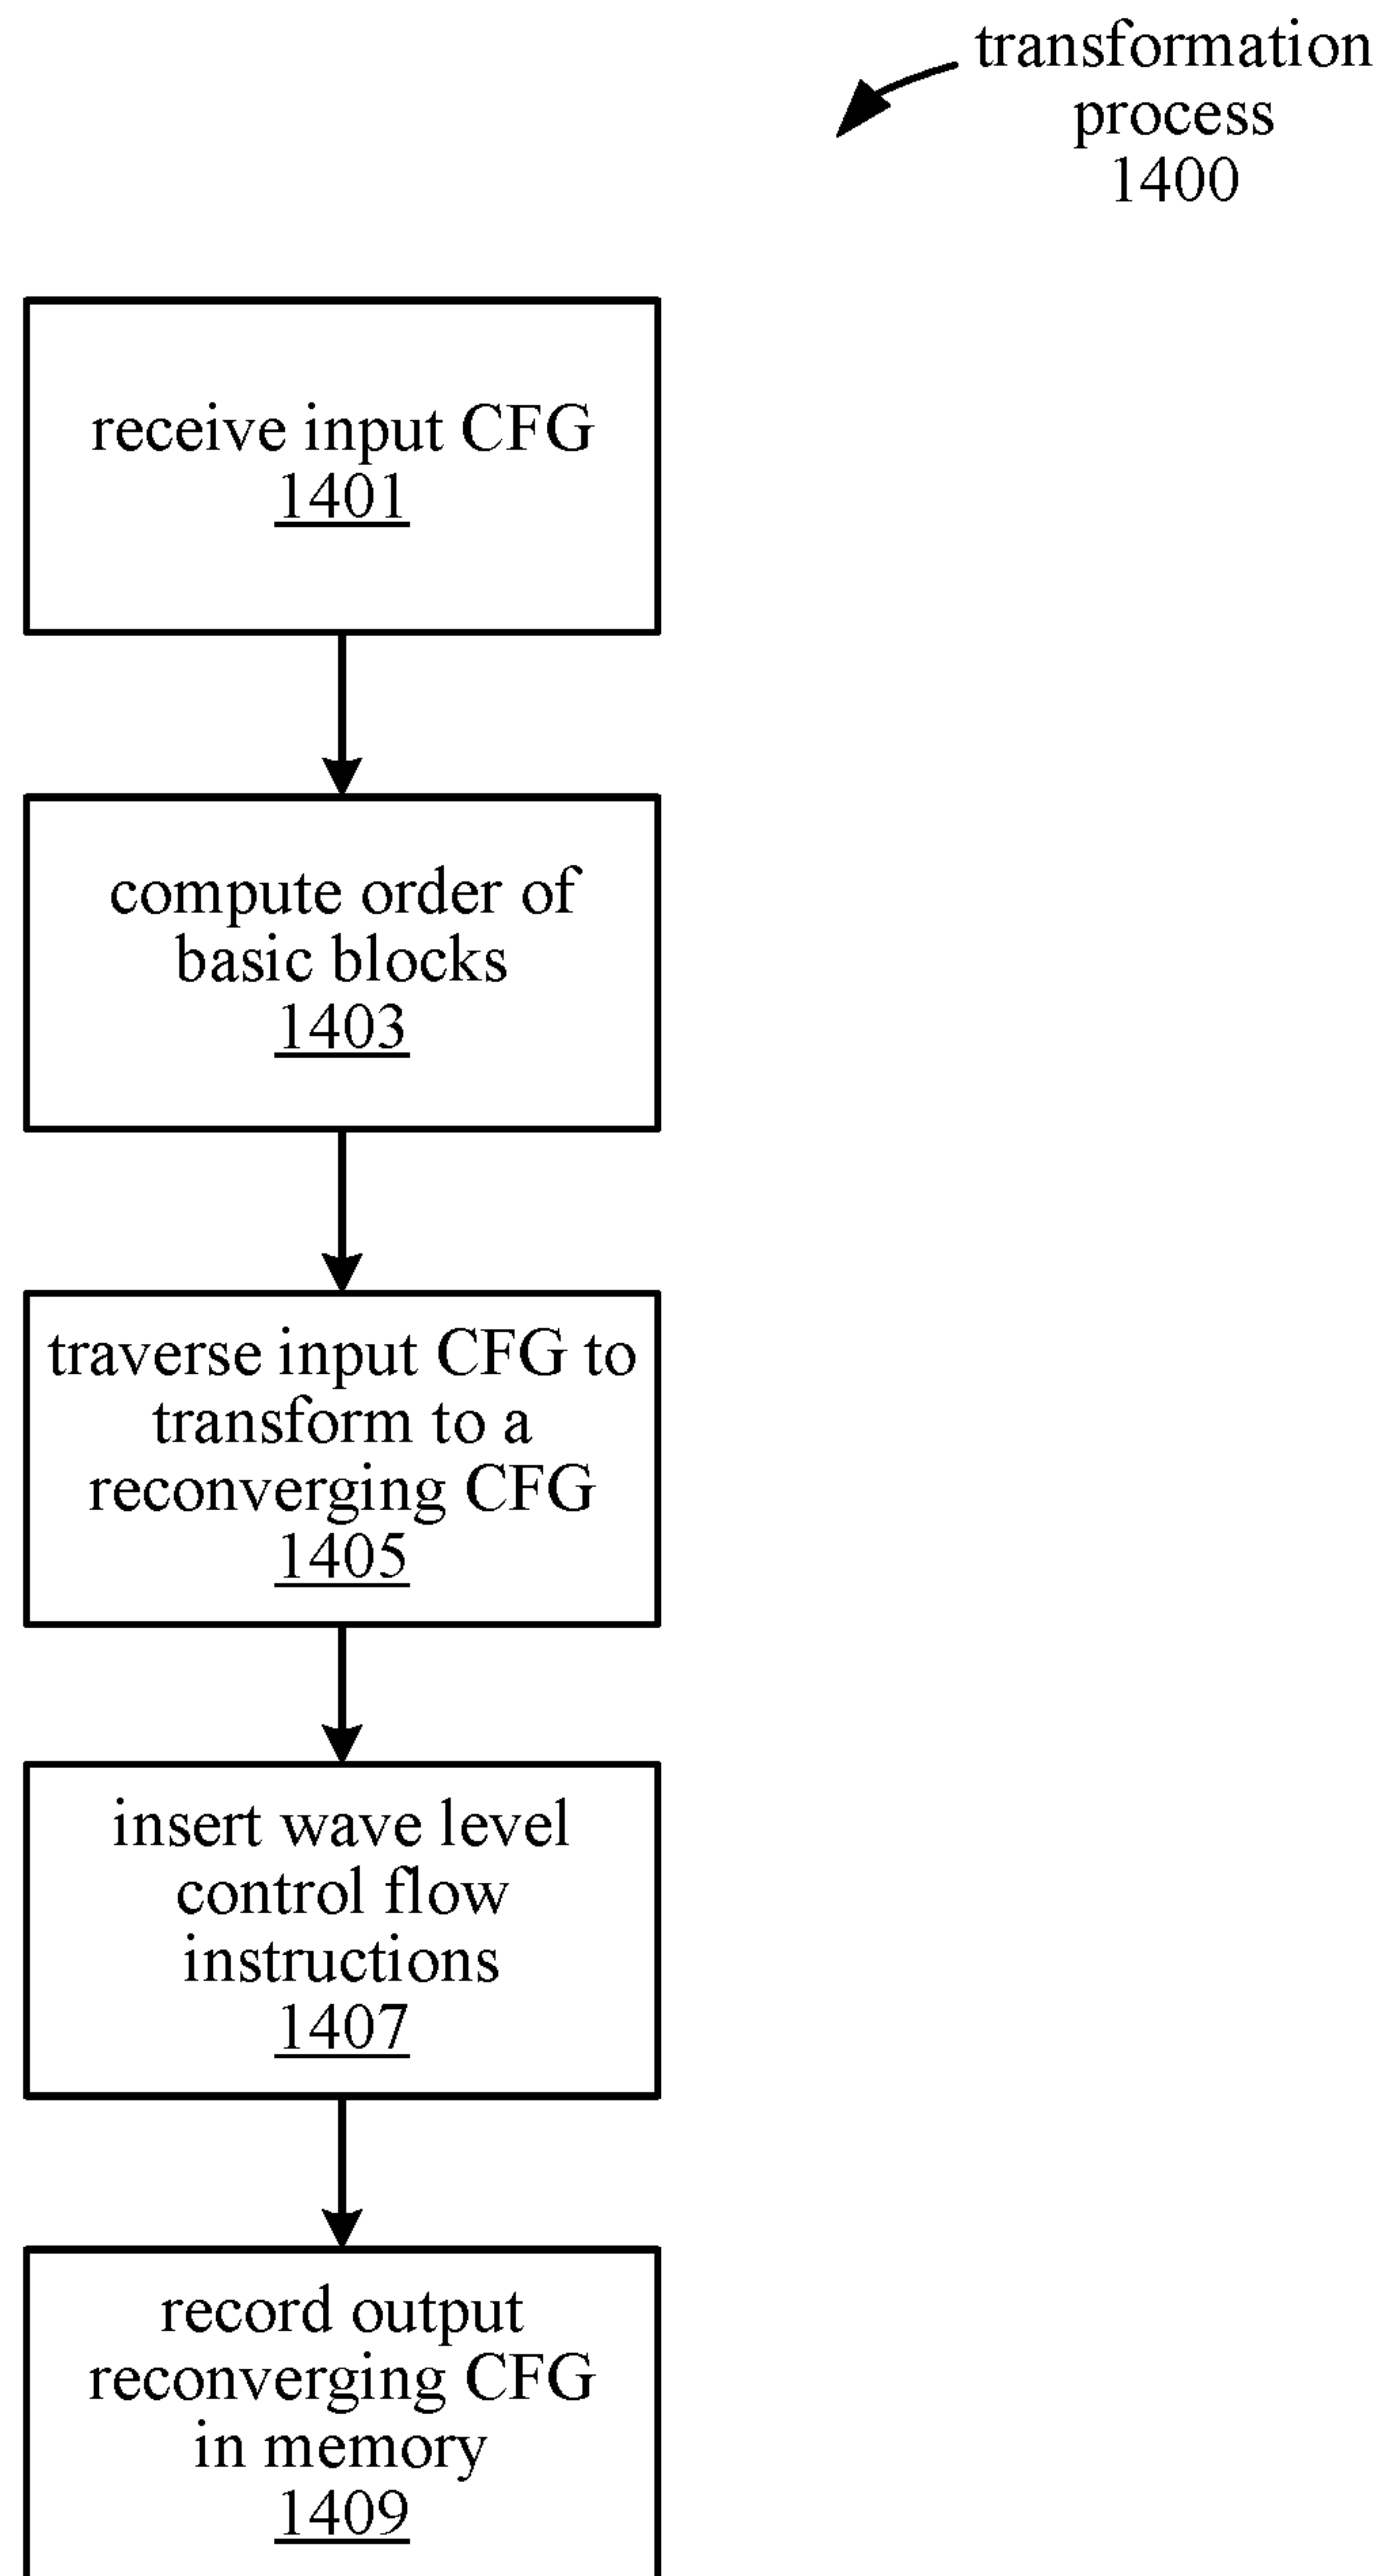 transformation
process
1400
receive input CFG
1401
compute order of
basic blocks
1403
traverse input CFG to
transform to a
reconverging CFG
1405
insert wave level
control flow
instructions
1407
record output
reconverging CFG
in memory
1409